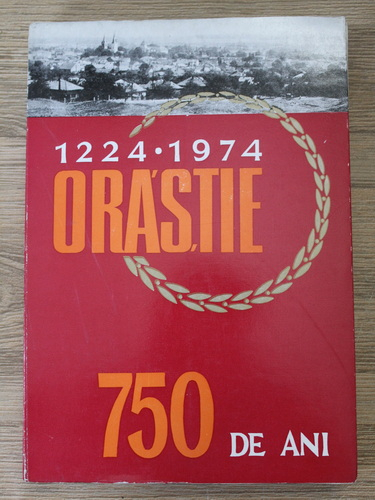 1224 • 1974
ORĂȘTIE
750
DE ANI